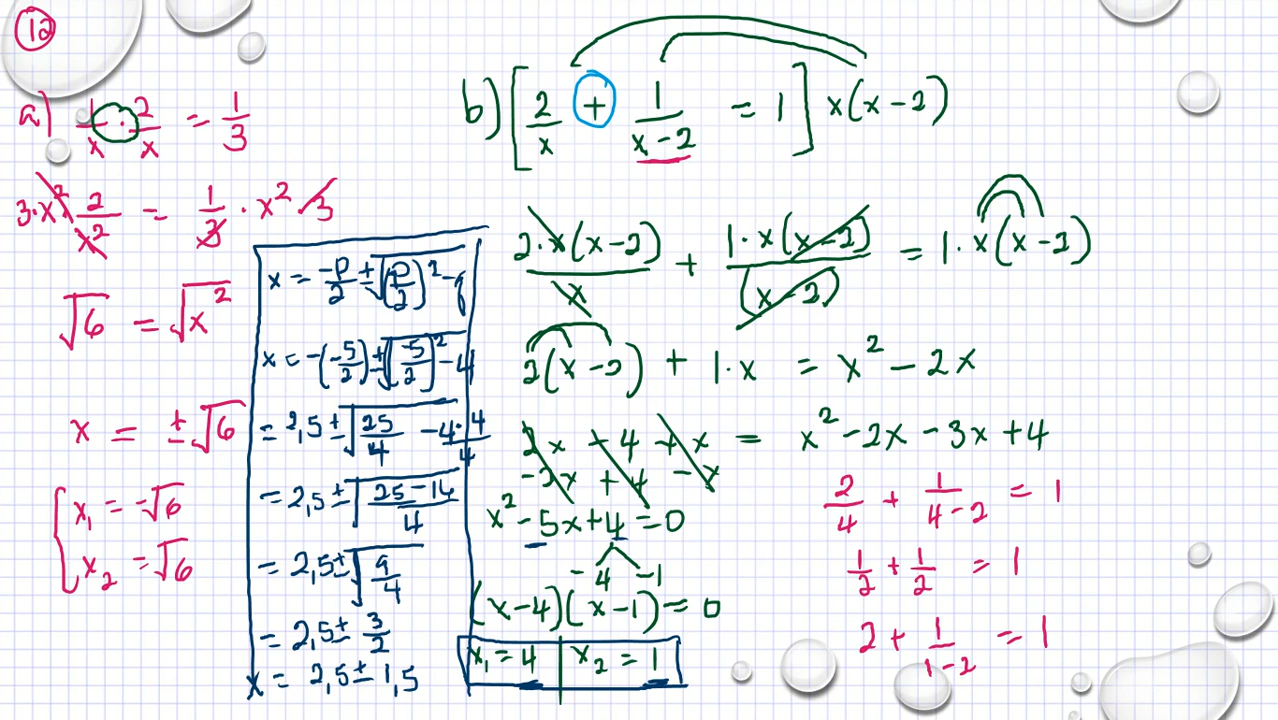 12
a) 1/x · 2/x = 1/3
3·x² · 2/x² = 1/3 · x² · 3
√6 = √x²
x = ±√6
x₁ = -√6
x₂ = √6
x = -p/2 ± √(p/2)² - q
x = -(-5/2) ± √(-5/2)² - 4
= 2,5 ± √25/4 - 4·4/4
= 2,5 ± √25-16/4
= 2,5 ± √9/4
= 2,5 ± 3/2
x = 2,5 ± 1,5
b) [2/x + 1/x-2 = 1] x(x-2)
2·x(x-2)/x + 1·x(x-2)/(x-2) = 1·x(x-2)
2(x-2) + 1·x = x² - 2x
2x + 4 + x = x² - 2x - 3x + 4
-2x + 4 - x
x² - 5x + 4 = 0
-4 -1
(x-4)(x-1) = 0
x₁ = 4 x₂ = 1
2/4 + 1/4-2 = 1
1/2 + 1/2 = 1
2 + 1/1-2 = 1